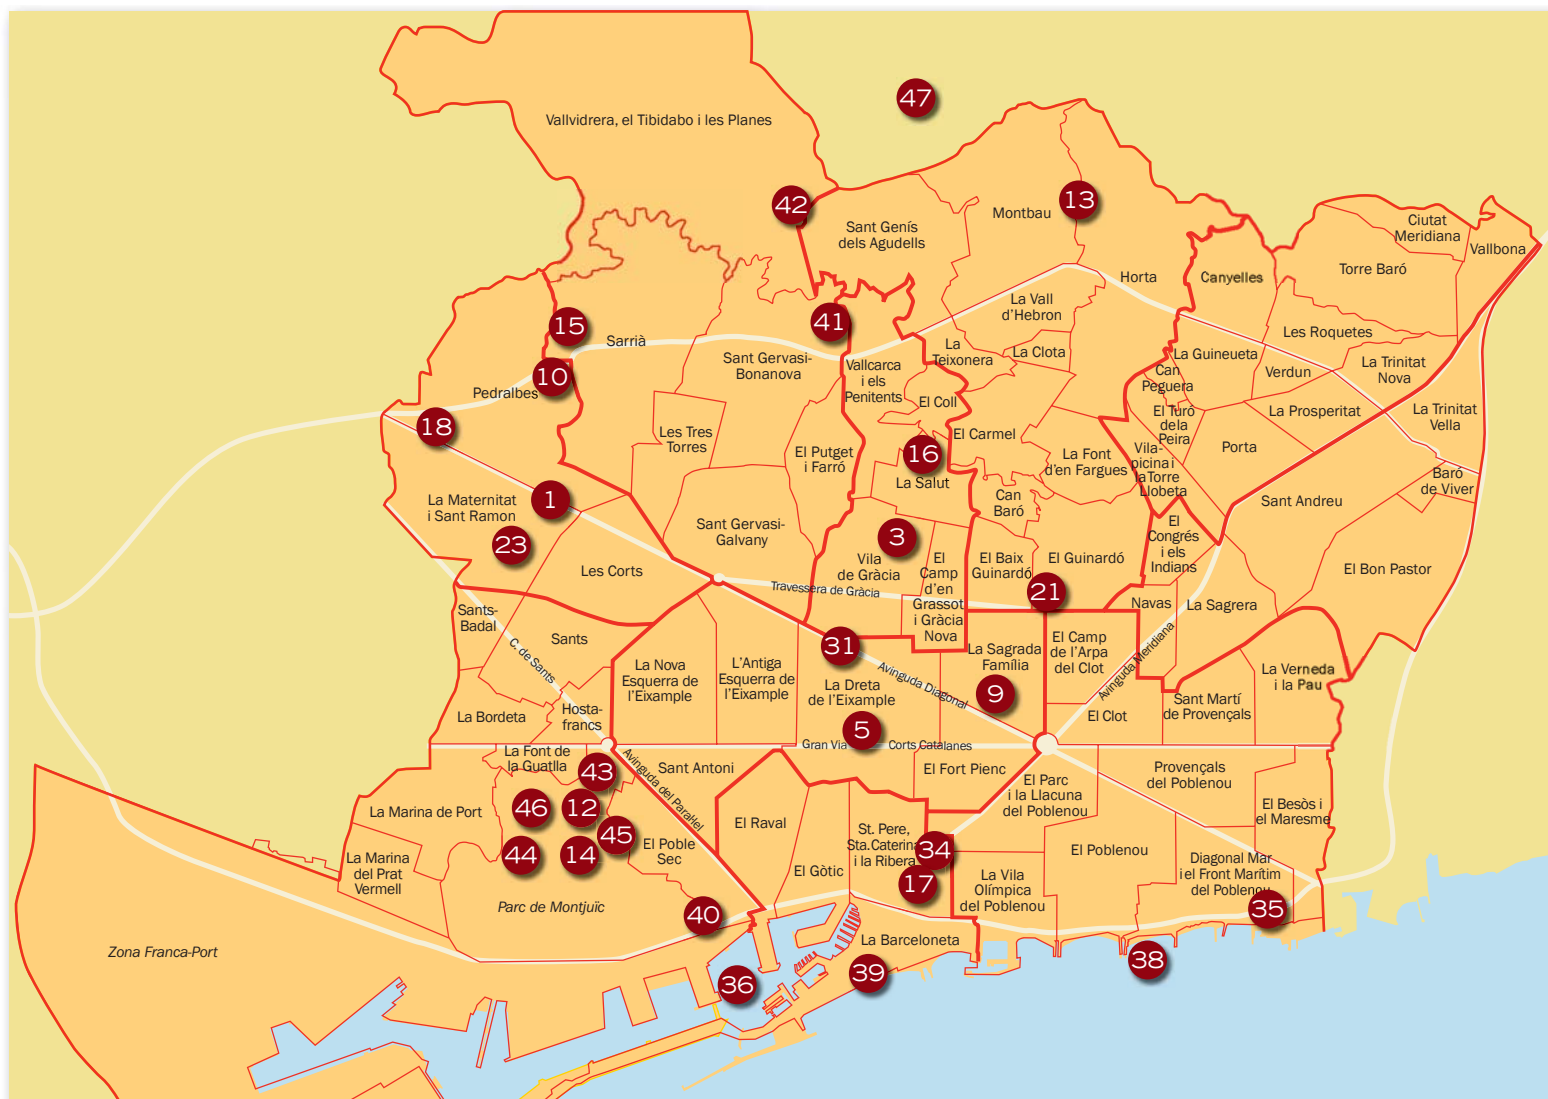 47
Vallvidrera, el Tibidabo i les Planes
42
13
Montbau
Sant Genís
dels Agudells
Ciutat
Meridiana
Vallbona
Torre Baró
Horta
Canyelles
La Vall
d'Hebron
15
41
Sarrià
Les Roquetes
La
Teixonera
La Clota
La Guineueta
Sant Gervasi-
Bonanova
Vallcarca
i els
Penitents
Can
Peguera
Verdun
La Trinitat
Nova
10
Pedralbes
El Coll
El Turó
de la
Peira
La Prosperitat
La Trinitat
Vella
18
Les Tres
Torres
El Carmel
El Putget
i Farró
16
La Salut
La Font
d'en Fargues
Vila-
picina i
la Torre
Llobeta
Porta
Baró
de Viver
La Maternitat
i Sant Ramon
1
Can
Baró
Sant Andreu
23
Sant Gervasi-
Galvany
3
Vila
de Gràcia
El
Camp
d'en
Grassot
i Gràcia
Nova
El Baix
Guinardó
El Guinardó
El
Congrés
i els
Indians
El Bon Pastor
Les Corts
Travessera de Gràcia
21
Navas
La Sagrera
Sants-
Badal
Sants
C. de Sants
31
La Sagrada
Família
El Camp
de l'Arpa
del Clot
Avinguda Meridiana
La Verneda
i la Pau
La Nova
Esquerra de
l'Eixample
L'Antiga
Esquerra de
l'Eixample
La Dreta
de l'Eixample
Avinguda Diagonal
9
Sant Martí
de Provençals
La Bordeta
Hosta-
francs
5
El Clot
Gran Via
Corts Catalanes
La Font de
la Guatlla
43
Avinguda del Paral·lel
Sant Antoni
El Fort Pienc
El Parc
i la Llacuna
del Poblenou
Provençals
del Poblenou
46
12
La Marina de Port
45
El Raval
St. Pere,
Sta. Caterina
i la Ribera
34
El Besòs i
el Maresme
44
14
El Poble
Sec
El Poblenou
La Marina
del Prat
Vermell
El Gòtic
17
La Vila
Olímpica
del Poblenou
Diagonal Mar
i el Front Marítim
del Poblenou
Parc de Montjuïc
40
35
Zona Franca-Port
La Barceloneta
38
36
39